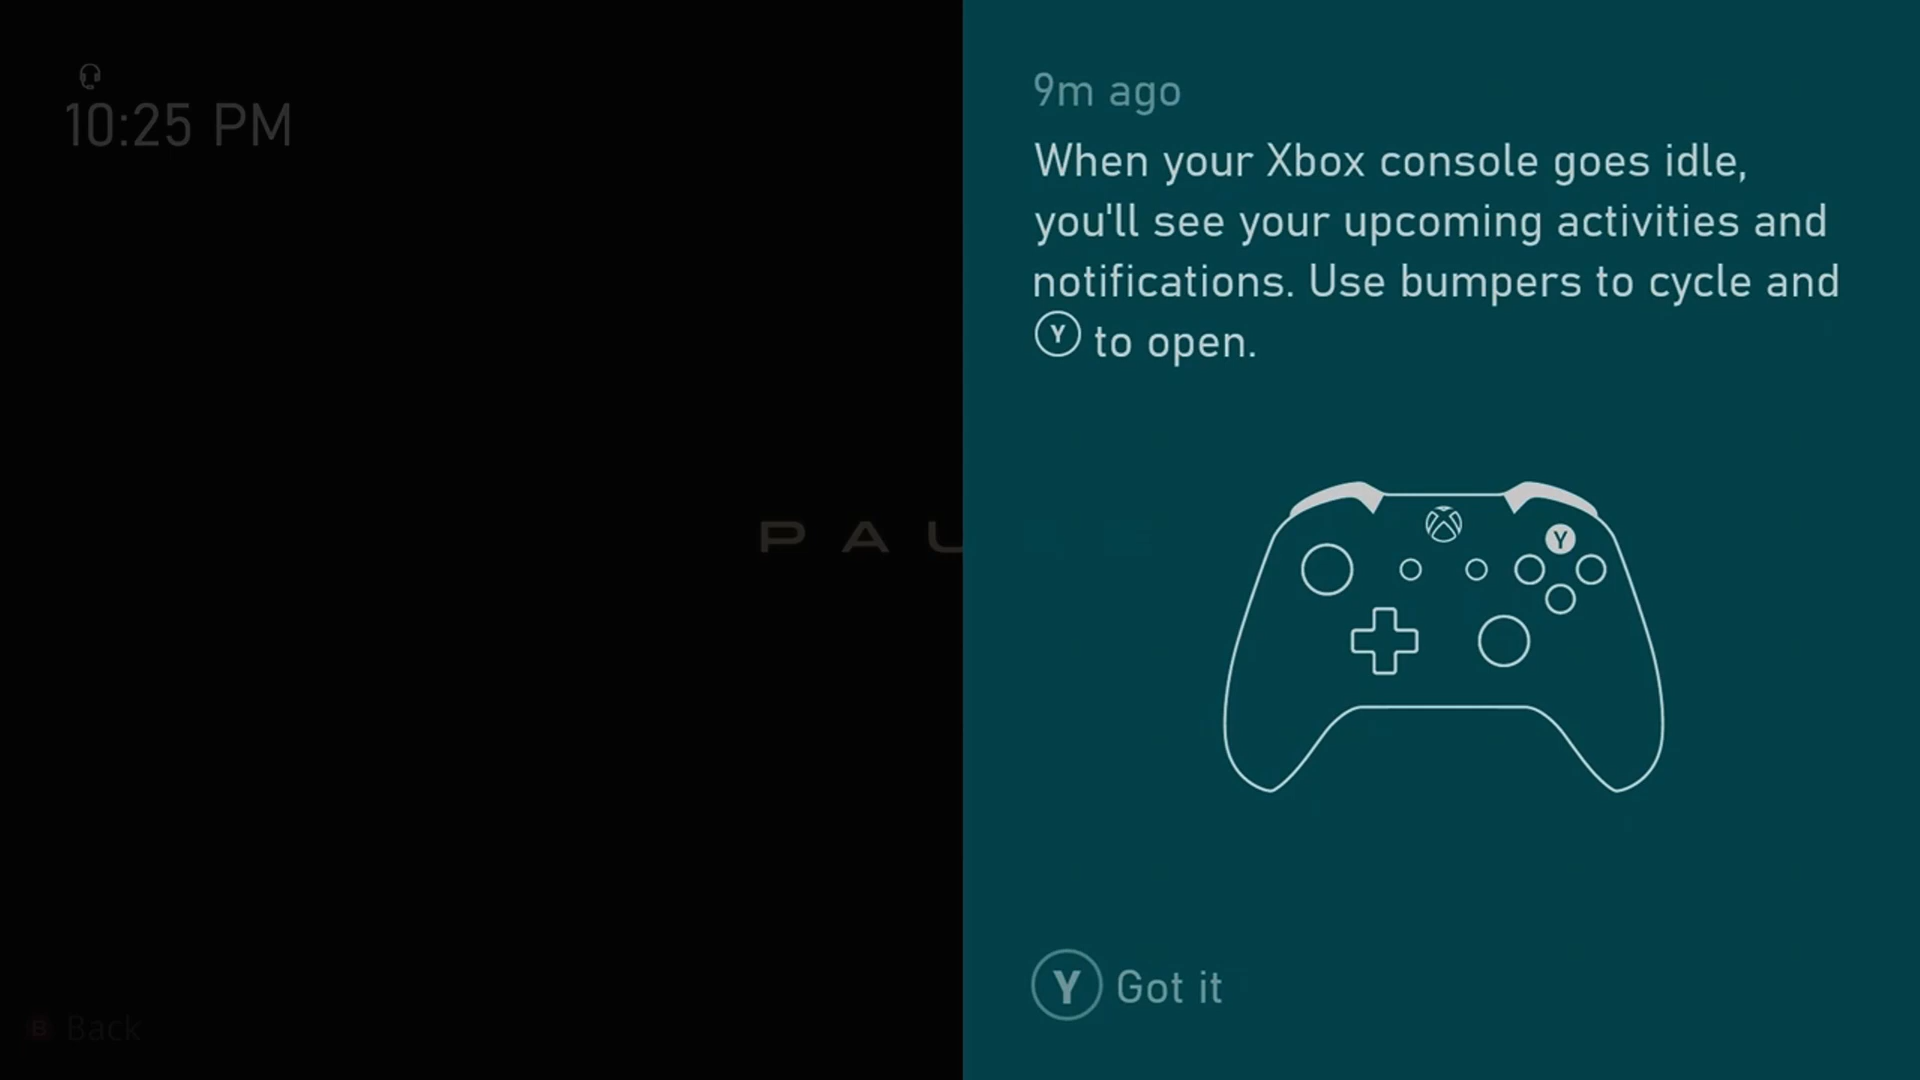 10:25 PM
9m ago
When your Xbox console goes idle,
you'll see your upcoming activities and
notifications. Use bumpers to cycle and
Y to open.
PAU
Y
Y Got it
B Back